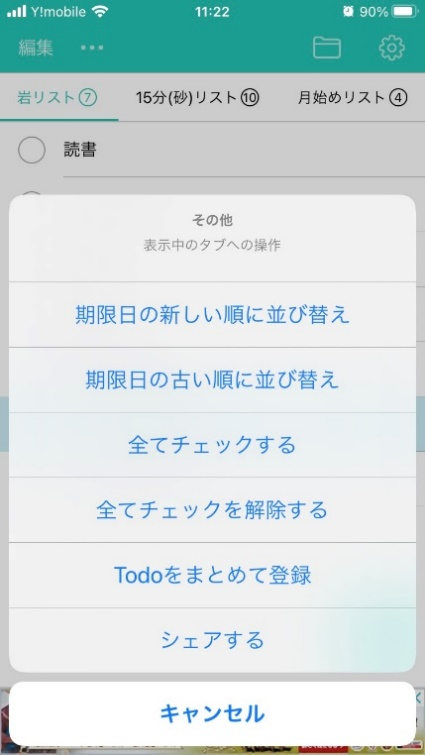 Y!mobile 11:22 90%
編集 •••
岩リスト⑦ 15分(砂)リスト⑩ 月始めリスト④
読書
その他
表示中のタブへの操作
期限日の新しい順に並び替え
期限日の古い順に並び替え
全てチェックする
全てチェックを解除する
Todoをまとめて登録
シェアする
キャンセル